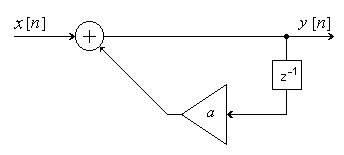 x[n] + y[n]
z⁻¹
a